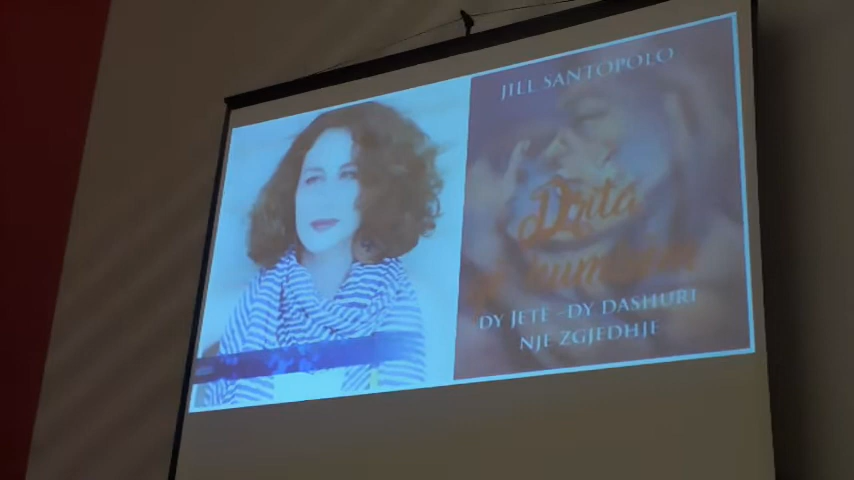 JILL SANTOPOLO
Drita
DY JETE - DY DASHURI
NJE ZGJEDHJE